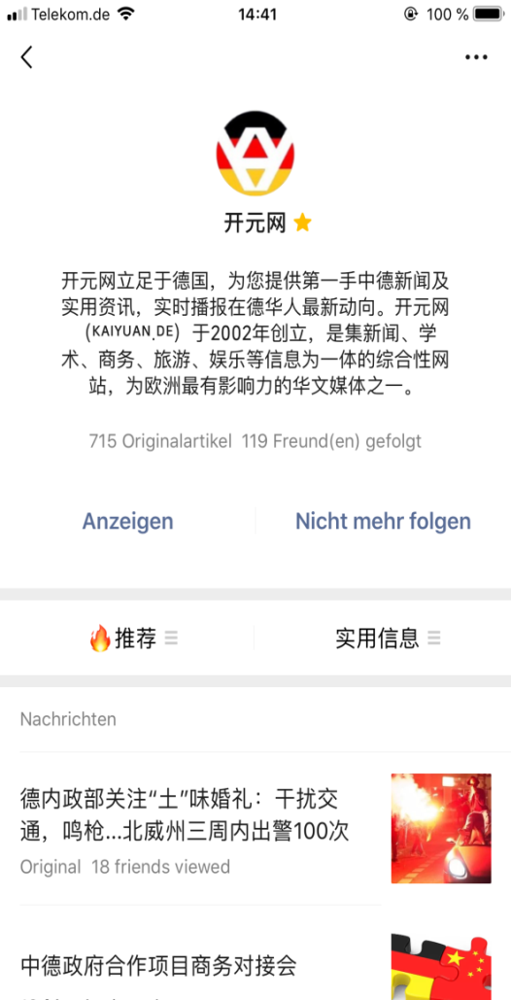 Telekom.de 14:41 100 %
开元网
开元网立足于德国，为您提供第一手中德新闻及
实用资讯，实时播报在德华人最新动向。开元网
（KAIYUAN.DE）于2002年创立，是集新闻、学
术、商务、旅游、娱乐等信息为一体的综合性网
站，为欧洲最有影响力的华文媒体之一。
715 Originalartikel 119 Freund(en) gefolgt
Anzeigen
Nicht mehr folgen
推荐
实用信息
Nachrichten
德内政部关注“土”味婚礼：干扰交
通，鸣枪...北威州三周内出警100次
Original 18 friends viewed
中德政府合作项目商务对接会